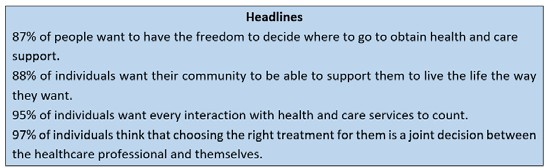 Headlines
87% of people want to have the freedom to decide where to go to obtain health and care
support.
88% of individuals want their community to be able to support them to live the life the way
they want.
95% of individuals want every interaction with health and care services to count.
97% of individuals think that choosing the right treatment for them is a joint decision between
the healthcare professional and themselves.